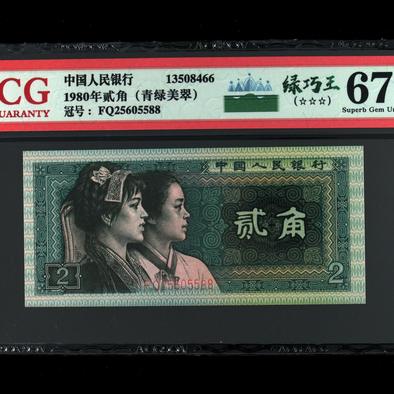 CG
GUARANTY
中国人民银行 13508466
1980年贰角（青绿美翠）
冠号: FQ25605588
绿巧王
(☆☆☆)
67
Superb Gem Un
中国人民银行
贰角
2
2
FQ25605588